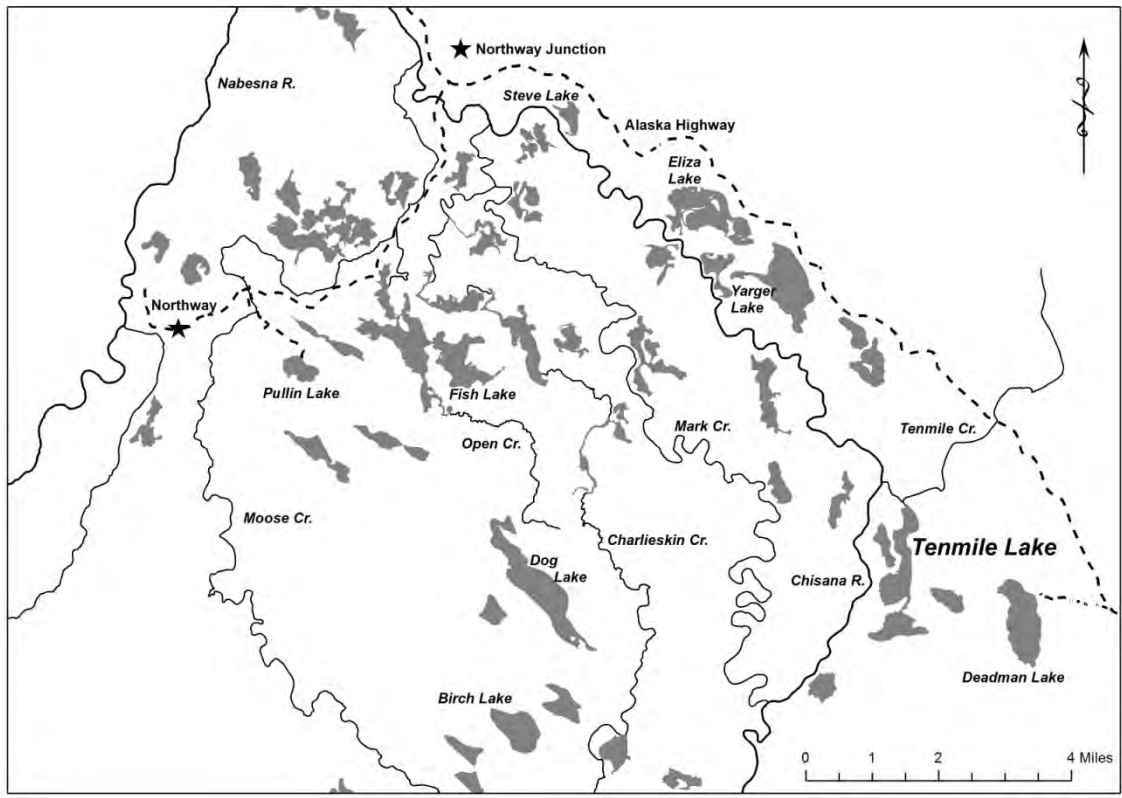 Northway Junction
Nabesna R.
Steve Lake
Alaska Highway
Eliza
Lake
Northway
Yarger
Lake
Pullin Lake
Fish Lake
Open Cr.
Mark Cr.
Tenmile Cr.
Moose Cr.
Charlieskin Cr.
Tenmile Lake
Dog
Lake
Chisana R.
Deadman Lake
Birch Lake
0 1 2 4 Miles